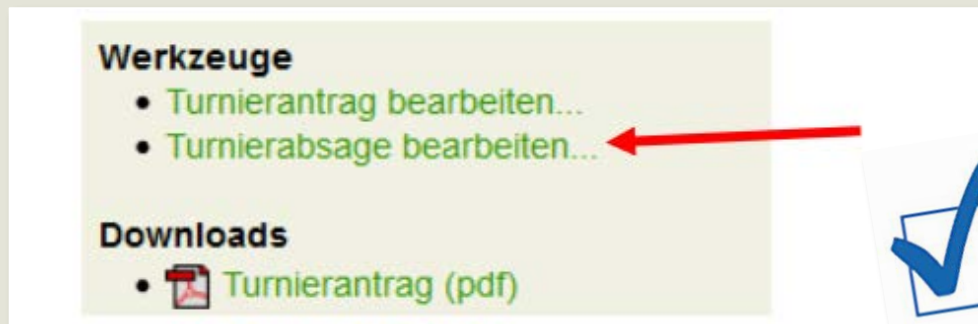 Werkzeuge
• Turnierantrag bearbeiten...
• Turnierabsage bearbeiten...
Downloads
• Turnierantrag (pdf)